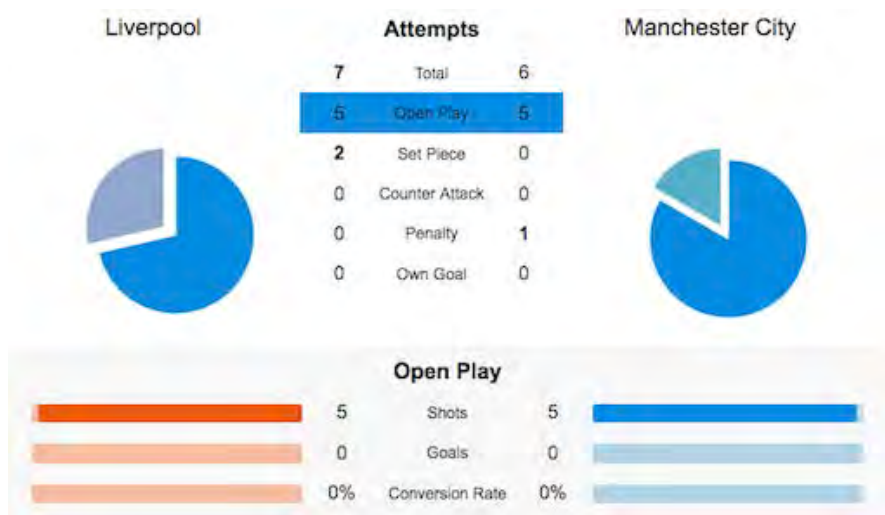 Liverpool Attempts Manchester City
7 Total 6
5 Open Play 5
2 Set Piece 0
0 Counter Attack 0
0 Penalty 1
0 Own Goal 0
Open Play
5 Shots 5
0 Goals 0
0% Conversion Rate 0%